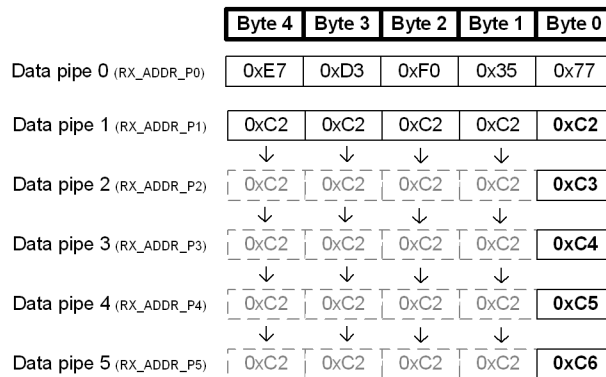 Byte 4 Byte 3 Byte 2 Byte 1 Byte 0
Data pipe 0 (RX_ADDR_P0) 0xE7 0xD3 0xF0 0x35 0x77
Data pipe 1 (RX_ADDR_P1) 0xC2 0xC2 0xC2 0xC2 0xC2
Data pipe 2 (RX_ADDR_P2) 0xC2 0xC2 0xC2 0xC2 0xC3
Data pipe 3 (RX_ADDR_P3) 0xC2 0xC2 0xC2 0xC2 0xC4
Data pipe 4 (RX_ADDR_P4) 0xC2 0xC2 0xC2 0xC2 0xC5
Data pipe 5 (RX_ADDR_P5) 0xC2 0xC2 0xC2 0xC2 0xC6